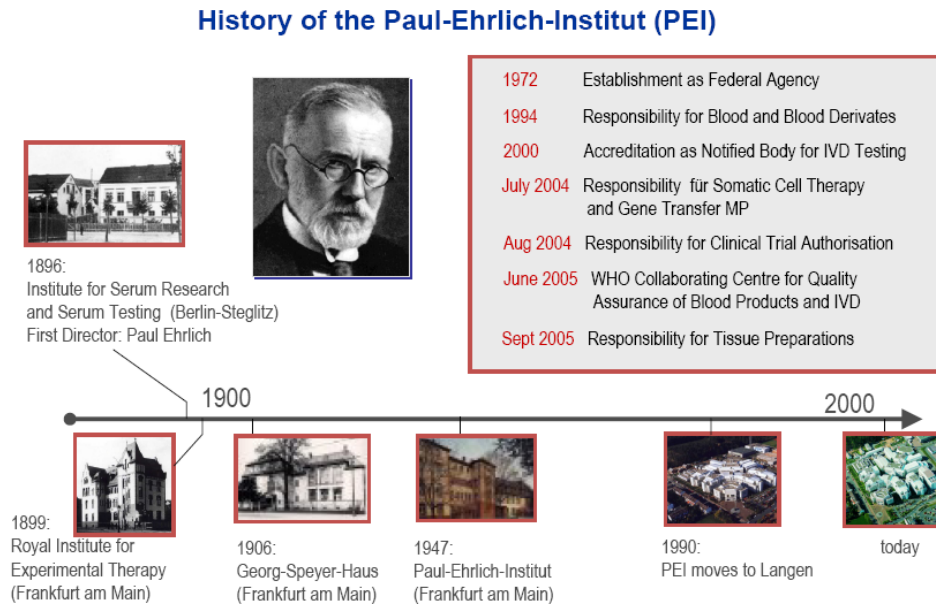 History of the Paul-Ehrlich-Institut (PEI)
1972 Establishment as Federal Agency
1994 Responsibility for Blood and Blood Derivates
2000 Accreditation as Notified Body for IVD Testing
July 2004 Responsibility für Somatic Cell Therapy
and Gene Transfer MP
Aug 2004 Responsibility for Clinical Trial Authorisation
June 2005 WHO Collaborating Centre for Quality
Assurance of Blood Products and IVD
Sept 2005 Responsibility for Tissue Preparations
1896:
Institute for Serum Research
and Serum Testing (Berlin-Steglitz)
First Director: Paul Ehrlich
1900
2000
1899:
Royal Institute for
Experimental Therapy
(Frankfurt am Main)
1906:
Georg-Speyer-Haus
(Frankfurt am Main)
1947:
Paul-Ehrlich-Institut
(Frankfurt am Main)
1990:
PEI moves to Langen
today